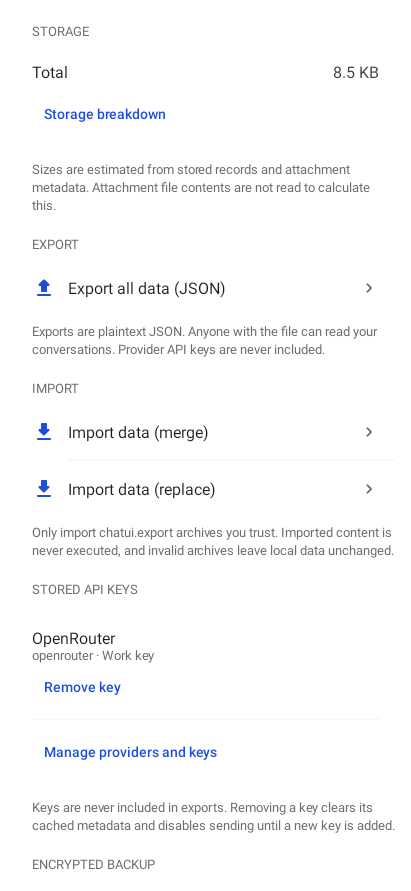 STORAGE
Total 8.5 KB
Storage breakdown
Sizes are estimated from stored records and attachment
metadata. Attachment file contents are not read to calculate
this.
EXPORT
Export all data (JSON)
Exports are plaintext JSON. Anyone with the file can read your
conversations. Provider API keys are never included.
IMPORT
Import data (merge)
Import data (replace)
Only import chatui.export archives you trust. Imported content is
never executed, and invalid archives leave local data unchanged.
STORED API KEYS
OpenRouter
openrouter · Work key
Remove key
Manage providers and keys
Keys are never included in exports. Removing a key clears its
cached metadata and disables sending until a new key is added.
ENCRYPTED BACKUP